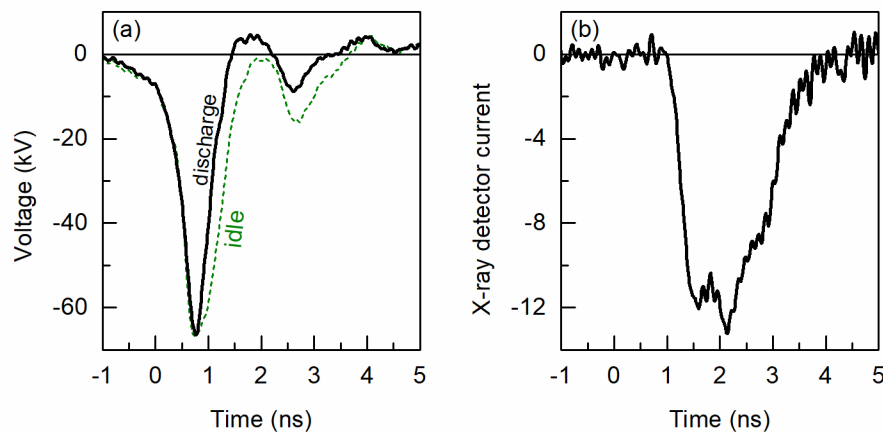 (a)
0
-20
-40
-60
Voltage (kV)
discharge
idle
-1 0 1 2 3 4 5
Time (ns)
(b)
0
-4
-8
-12
X-ray detector current
-1 0 1 2 3 4 5
Time (ns)